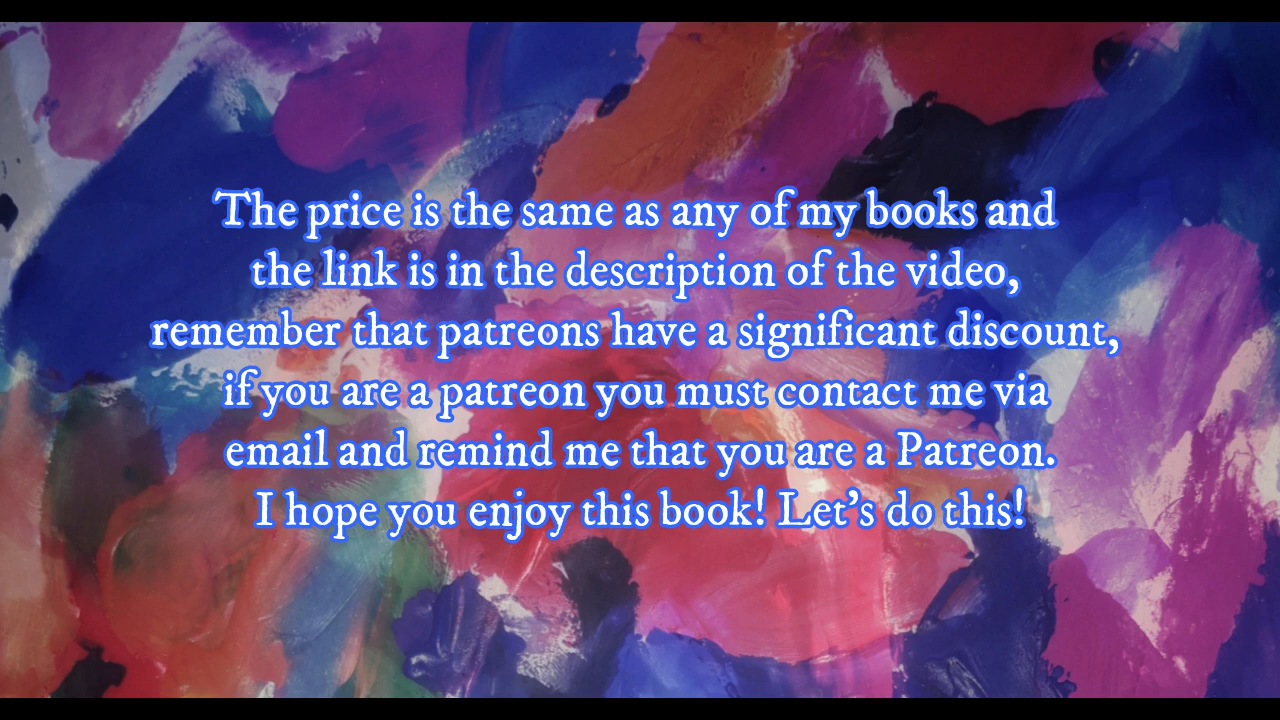 The price is the same as any of my books and
the link is in the description of the video,
remember that patreons have a significant discount,
if you are a patreon you must contact me via
email and remind me that you are a Patreon.
I hope you enjoy this book! Let’s do this!